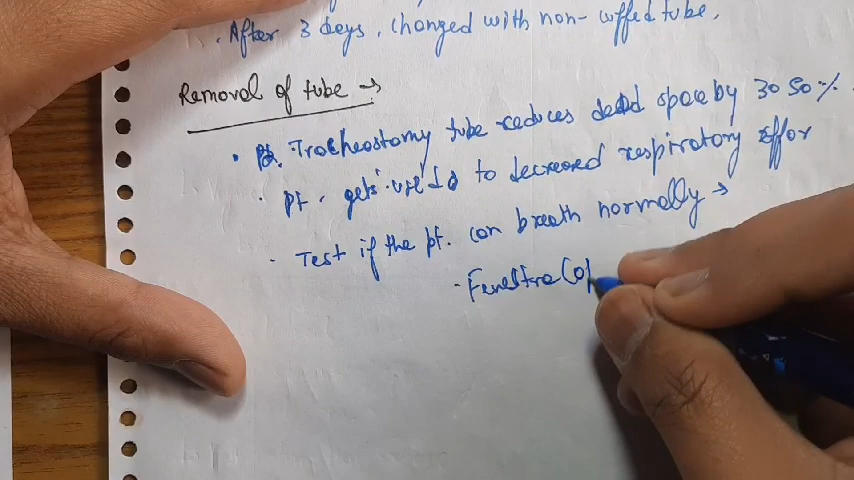 . After 3 days, changed with non-cuffed tube.
Removal of tube →
• Pt. Tracheostomy tube reduces dead space by 30 50%.
• pt. gets used to to decreased respiratory effor
• Test if the pt. can breath normally →
• Fenestra (o